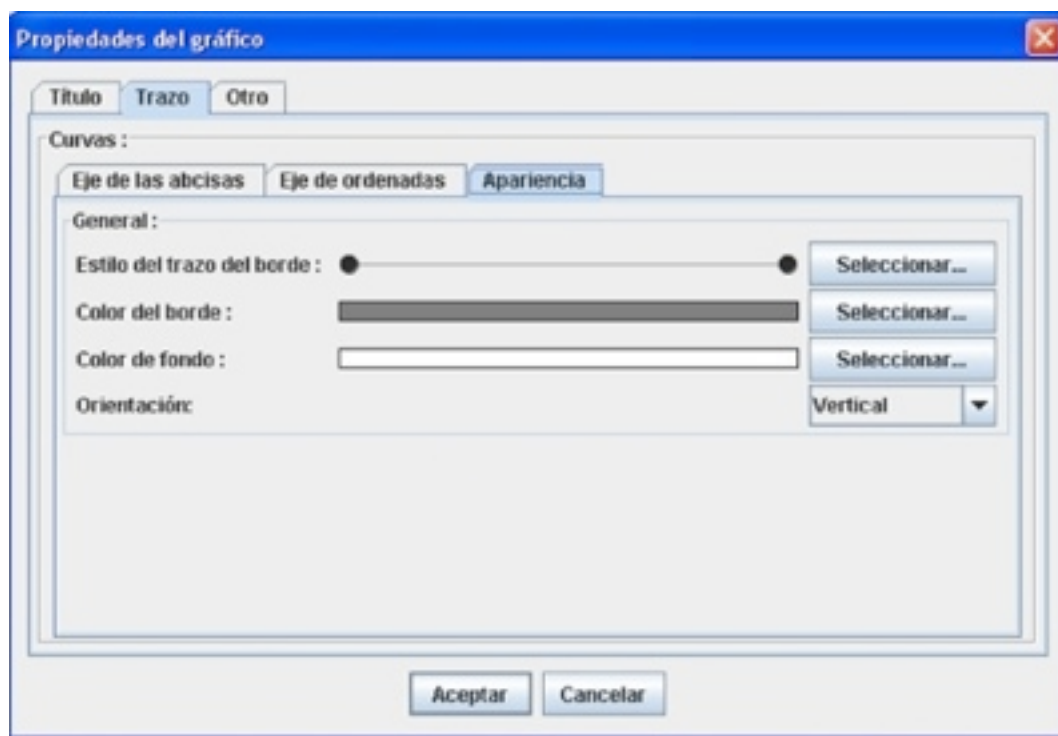 Propiedades del gráfico
Título Trazo Otro
Curvas :
Eje de las abcisas Eje de ordenadas Apariencia
General :
Estilo del trazo del borde : Seleccionar...
Color del borde : Seleccionar...
Color de fondo : Seleccionar...
Orientación: Vertical
Aceptar Cancelar